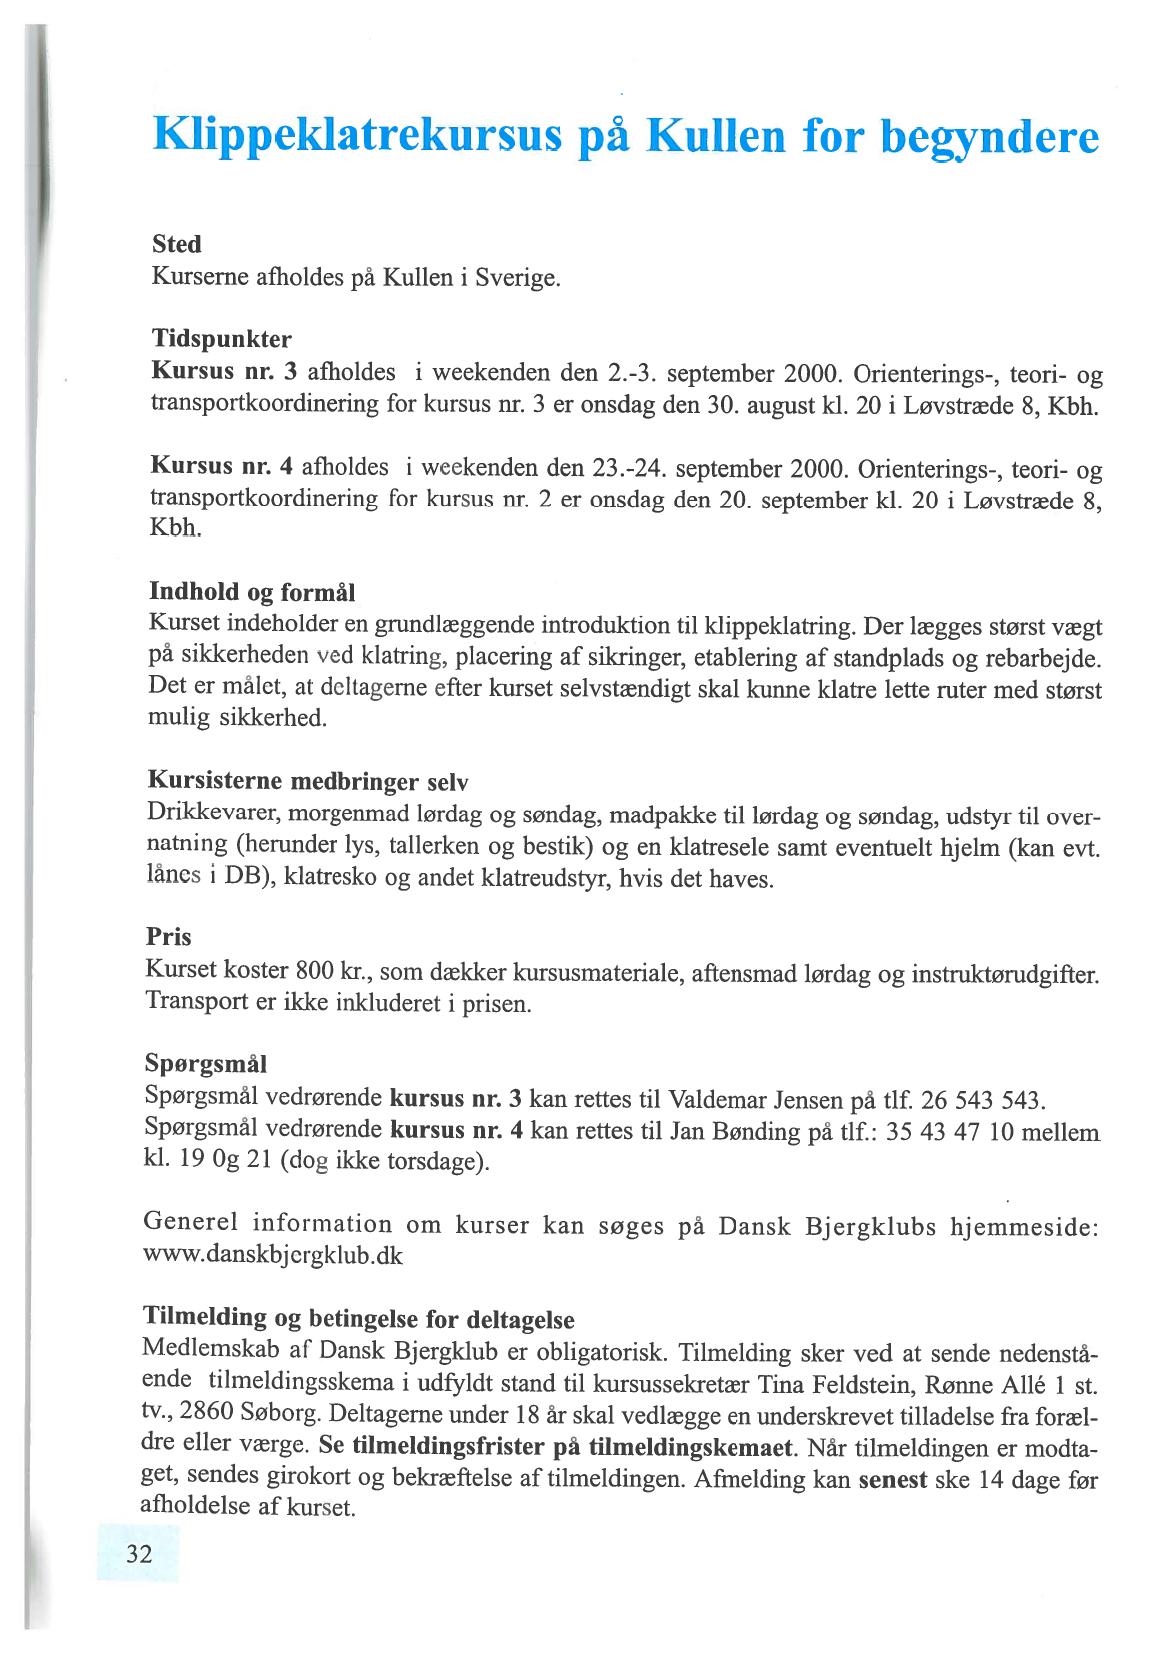 Klippeklatrekursus på Kullen for begyndere
Sted
Kurserne afholdes på Kullen i Sverige.
Tidspunkter
Kursus nr. 3 afholdes i weekenden den 2.-3. september 2000. Orienterings-, teori- og
transportkoordinering for kursus nr. 3 er onsdag den 30. august kl. 20 i Løvstræde 8, Kbh.
Kursus nr. 4 afholdes i weekenden den 23.-24. september 2000. Orienterings-, teori- og
transportkoordinering for kursus nr. 2 er onsdag den 20. september kl. 20 i Løvstræde 8,
Kbh.
Indhold og formål
Kurset indeholder en grundlæggende introduktion til klippeklatring. Der lægges størst vægt
på sikkerheden ved klatring, placering af sikringer, etablering af standplads og rebarbejde.
Det er målet, at deltagerne efter kurset selvstændigt skal kunne klatre lette ruter med størst
mulig sikkerhed.
Kursisterne medbringer selv
Drikkevarer, morgenmad lørdag og søndag, madpakke til lørdag og søndag, udstyr til over-
natning (herunder lys, tallerken og bestik) og en klatresele samt eventuelt hjelm (kan evt.
lånes i DB), klatresko og andet klatreudstyr, hvis det haves.
Pris
Kurset koster 800 kr., som dækker kursusmateriale, aftensmad lørdag og instruktørudgifter.
Transport er ikke inkluderet i prisen.
Spørgsmål
Spørgsmål vedrørende kursus nr. 3 kan rettes til Valdemar Jensen på tlf. 26 543 543.
Spørgsmål vedrørende kursus nr. 4 kan rettes til Jan Bønding på tlf.: 35 43 47 10 mellem
kl. 19 0g 21 (dog ikke torsdage).
Generel information om kurser kan søges på Dansk Bjergklubs hjemmeside:
www.danskbjergklub.dk
Tilmelding og betingelse for deltagelse
Medlemskab af Dansk Bjergklub er obligatorisk. Tilmelding sker ved at sende nedenstå-
ende tilmeldingsskema i udfyldt stand til kursussekretær Tina Feldstein, Rønne Allé 1 st.
tv., 2860 Søborg. Deltagerne under 18 år skal vedlægge en underskrevet tilladelse fra foræl-
dre eller værge. Se tilmeldingsfrister på tilmeldingskemaet. Når tilmeldingen er modta-
get, sendes girokort og bekræftelse af tilmeldingen. Afmelding kan senest ske 14 dage før
afholdelse af kurset.
32